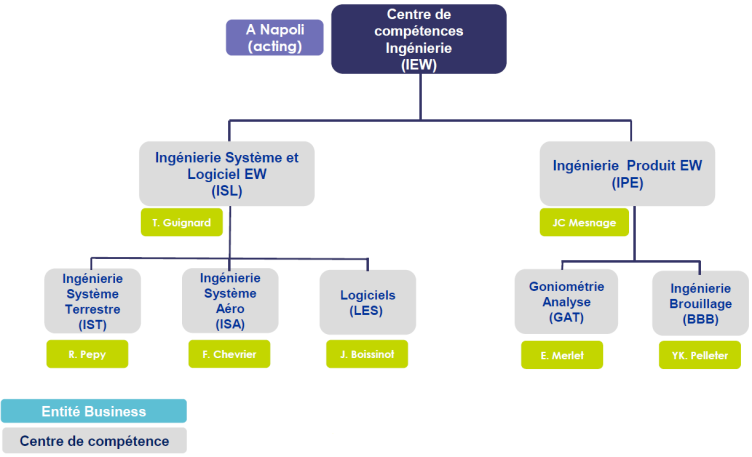 A Napoli
(acting)
Centre de
compétences
Ingénierie
(IEW)
Ingénierie Système et
Logiciel EW
(ISL)
Ingénierie Produit EW
(IPE)
T. Guignard
JC Mesnage
Ingénierie
Système
Terrestre
(IST)
Ingénierie
Système
Aéro
(ISA)
Logiciels
(LES)
Goniométrie
Analyse
(GAT)
Ingénierie
Brouillage
(BBB)
R. Pepy
F. Chevrier
J. Boissinot
E. Merlet
YK. Pelleter
Entité Business
Centre de compétence